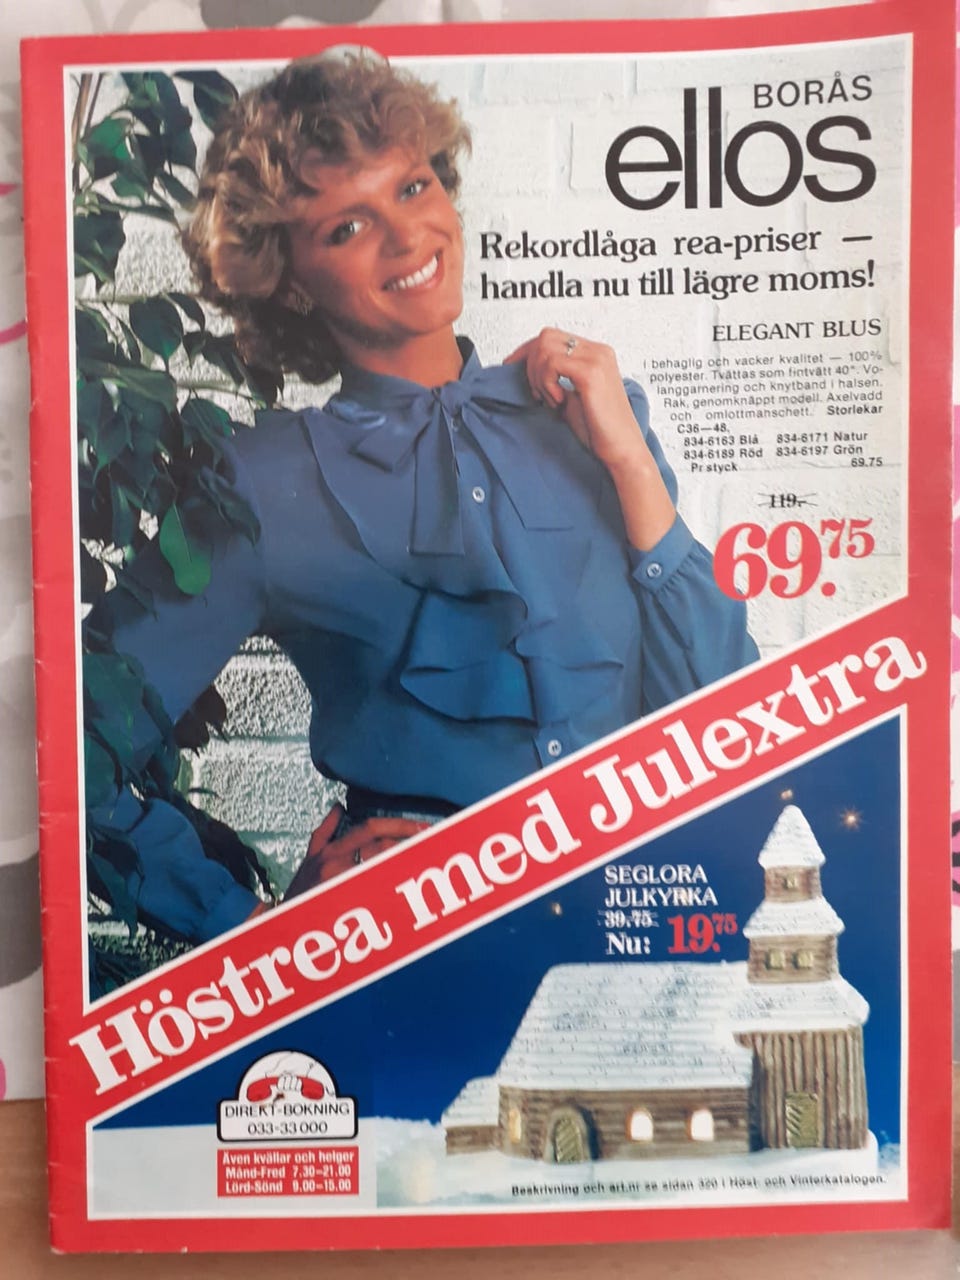 BORÅS
ellos
Rekordlåga rea-priser —
handla nu till lägre moms!
ELEGANT BLUS
i behaglig och vacker kvalitet — 100%
polyester. Tvättas som fintvätt 40°. Vo-
langgarnering och knytband i halsen.
Rak, genomknäppt modell. Axelvadd
och omlottmanschett. Storlekar
C36—48.
834-6163 Blå 834-6171 Natur
834-6189 Röd 834-6197 Grön
Pr styck 69.75
119.-
69.75
Höstrea med Julextra
SEGLORA
JULKYRKA
39.75
Nu: 19.75
DIREKT-BOKNING
033-33 000
Även kvällar och helger
Månd-Fred 7.30-21.00
Lörd-Sönd 9.00-15.00
Beskrivning och art.nr se sidan 320 i Höst- och Vinterkatalogen.